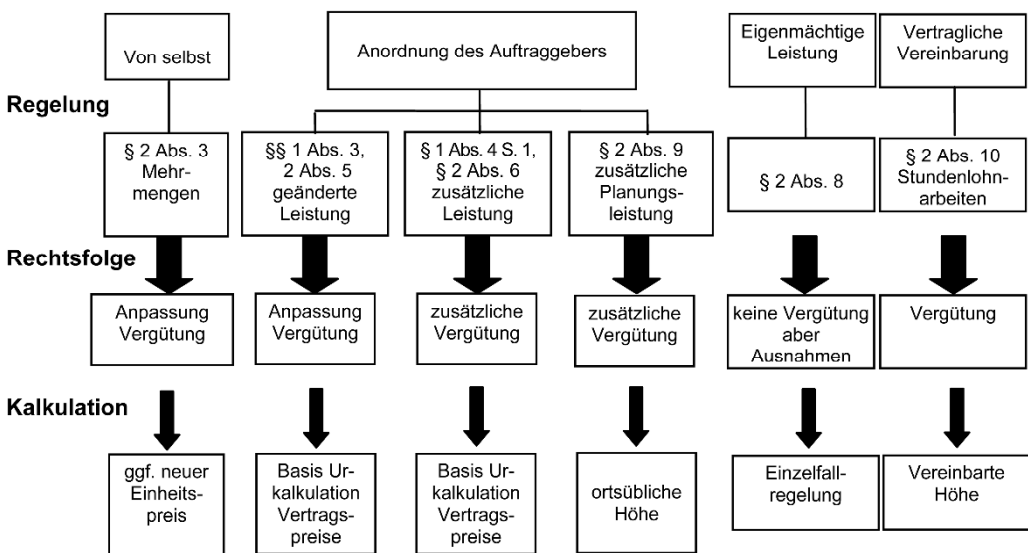 Von selbst
Anordnung des Auftraggebers
Eigenmächtige
Leistung
Vertragliche
Vereinbarung
Regelung
§ 2 Abs. 3
Mehr-
mengen
§§ 1 Abs. 3,
2 Abs. 5
geänderte
Leistung
§ 1 Abs. 4 S. 1,
§ 2 Abs. 6
zusätzliche
Leistung
§ 2 Abs. 9
zusätzliche
Planungs-
leistung
§ 2 Abs. 8
§ 2 Abs. 10
Stundenlohn-
arbeiten
Rechtsfolge
Anpassung
Vergütung
Anpassung
Vergütung
zusätzliche
Vergütung
zusätzliche
Vergütung
keine Vergütung
aber
Ausnahmen
Vergütung
Kalkulation
ggf. neuer
Einheits-
preis
Basis Ur-
kalkulation
Vertrags-
preise
Basis Ur-
kalkulation
Vertrags-
preise
ortsübliche
Höhe
Einzelfall-
regelung
Vereinbarte
Höhe